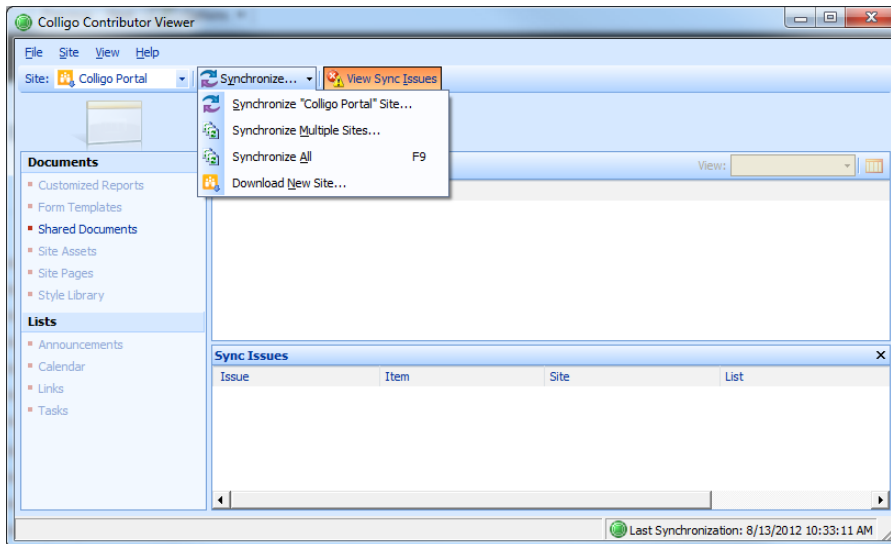 Colligo Contributor Viewer
File Site View Help
Site: Colligo Portal Synchronize... View Sync Issues
Synchronize "Colligo Portal" Site...
Synchronize Multiple Sites...
Synchronize All F9
Download New Site...
View:
Documents
Customized Reports
Form Templates
Shared Documents
Site Assets
Site Pages
Style Library
Lists
Announcements
Calendar
Links
Tasks
Sync Issues
Issue Item Site List
Last Synchronization: 8/13/2012 10:33:11 AM